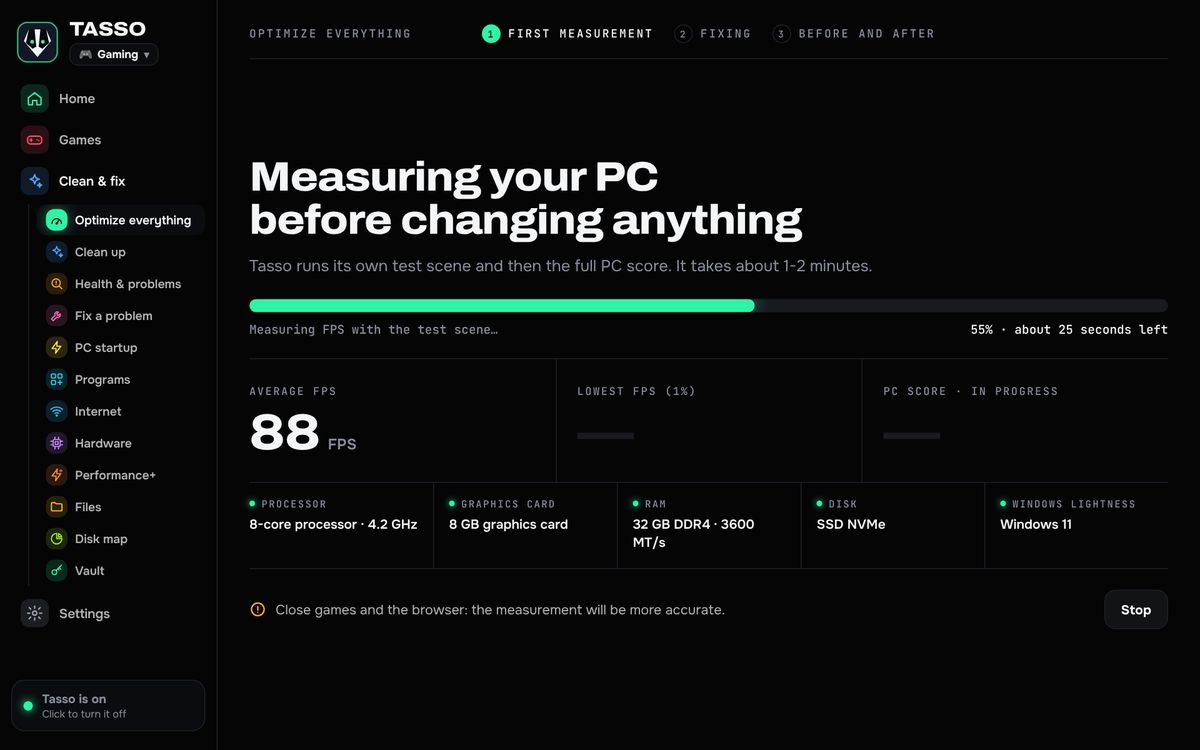 TASSO
🎮 Gaming ▾
Home
Games
Clean & fix
Optimize everything
Clean up
Health & problems
Fix a problem
PC startup
Programs
Internet
Hardware
Performance+
Files
Disk map
Vault
Settings
Tasso is on
Click to turn it off
OPTIMIZE EVERYTHING
1 FIRST MEASUREMENT
2 FIXING
3 BEFORE AND AFTER
Measuring your PC
before changing anything
Tasso runs its own test scene and then the full PC score. It takes about 1-2 minutes.
Measuring FPS with the test scene…
55% · about 25 seconds left
AVERAGE FPS
88 FPS
LOWEST FPS (1%)
PC SCORE · IN PROGRESS
PROCESSOR
8-core processor · 4.2 GHz
GRAPHICS CARD
8 GB graphics card
RAM
32 GB DDR4 · 3600
MT/s
DISK
SSD NVMe
WINDOWS LIGHTNESS
Windows 11
Close games and the browser: the measurement will be more accurate.
Stop